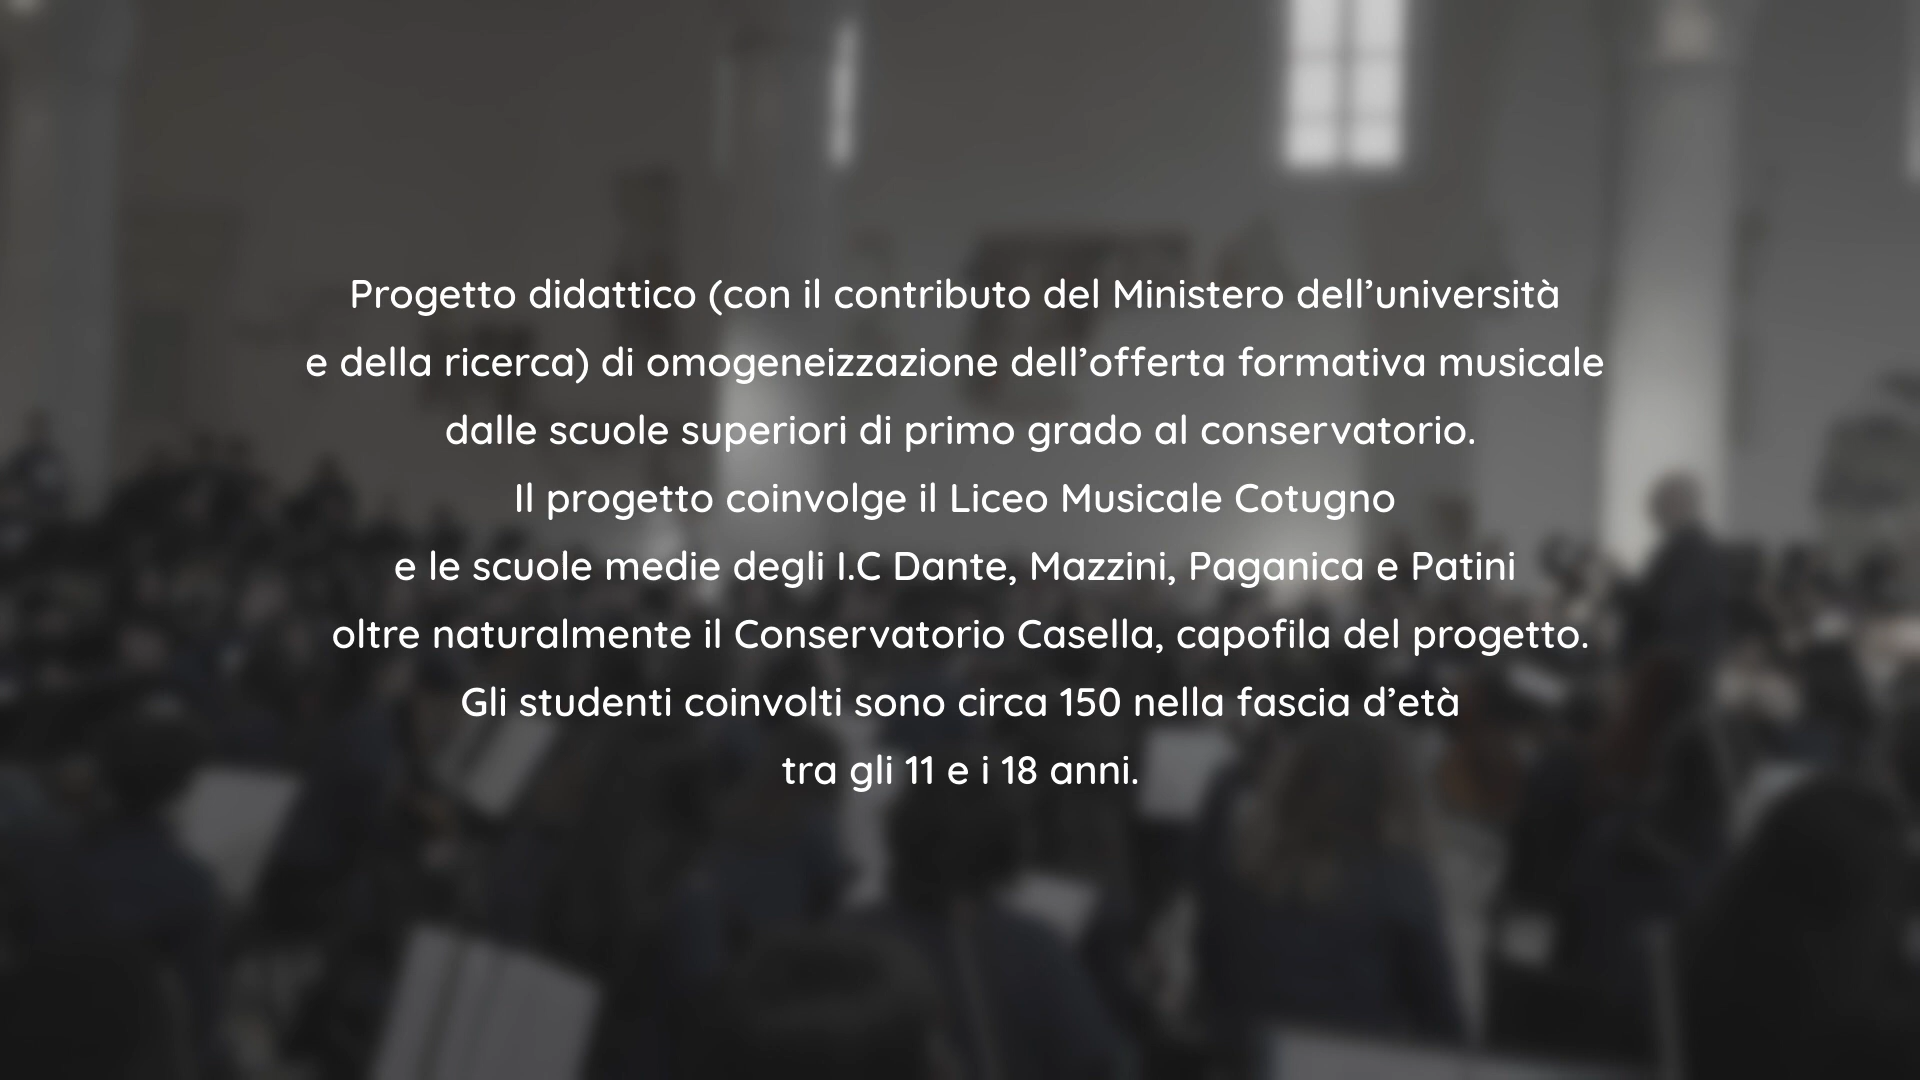 Progetto didattico (con il contributo del Ministero dell’università
e della ricerca) di omogeneizzazione dell’offerta formativa musicale
dalle scuole superiori di primo grado al conservatorio.
Il progetto coinvolge il Liceo Musicale Cotugno
e le scuole medie degli I.C Dante, Mazzini, Paganica e Patini
oltre naturalmente il Conservatorio Casella, capofila del progetto.
Gli studenti coinvolti sono circa 150 nella fascia d’età
tra gli 11 e i 18 anni.